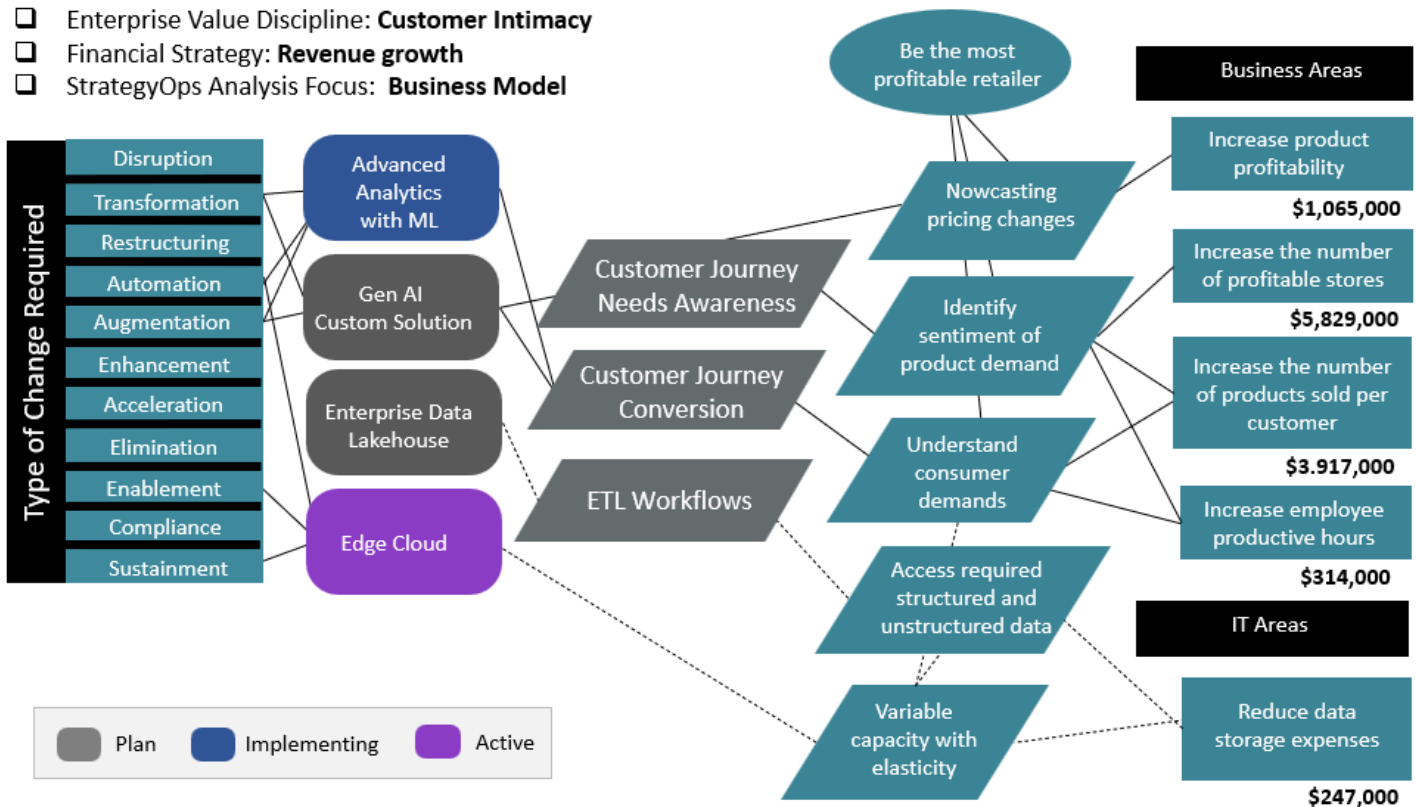 ❑ Enterprise Value Discipline: Customer Intimacy
❑ Financial Strategy: Revenue growth
❑ StrategyOps Analysis Focus: Business Model
Type of Change Required
Disruption
Transformation
Restructuring
Automation
Augmentation
Enhancement
Acceleration
Elimination
Enablement
Compliance
Sustainment
Advanced
Analytics
with ML
Gen AI
Custom Solution
Enterprise Data
Lakehouse
Edge Cloud
Customer Journey
Needs Awareness
Customer Journey
Conversion
ETL Workflows
Be the most
profitable retailer
Nowcasting
pricing changes
Identify
sentiment of
product demand
Understand
consumer
demands
Access required
structured and
unstructured data
Variable
capacity with
elasticity
Business Areas
Increase product
profitability
$1,065,000
Increase the number
of profitable stores
$5,829,000
Increase the number
of products sold per
customer
$3.917,000
Increase employee
productive hours
$314,000
IT Areas
Reduce data
storage expenses
$247,000
Plan
Implementing
Active